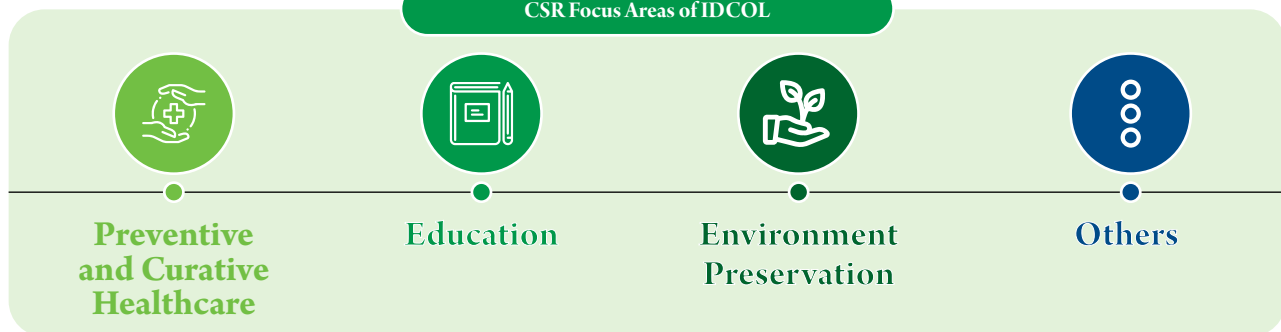 CSR Focus Areas of IDCOL
Preventive
and Curative
Healthcare
Education
Environment
Preservation
Others